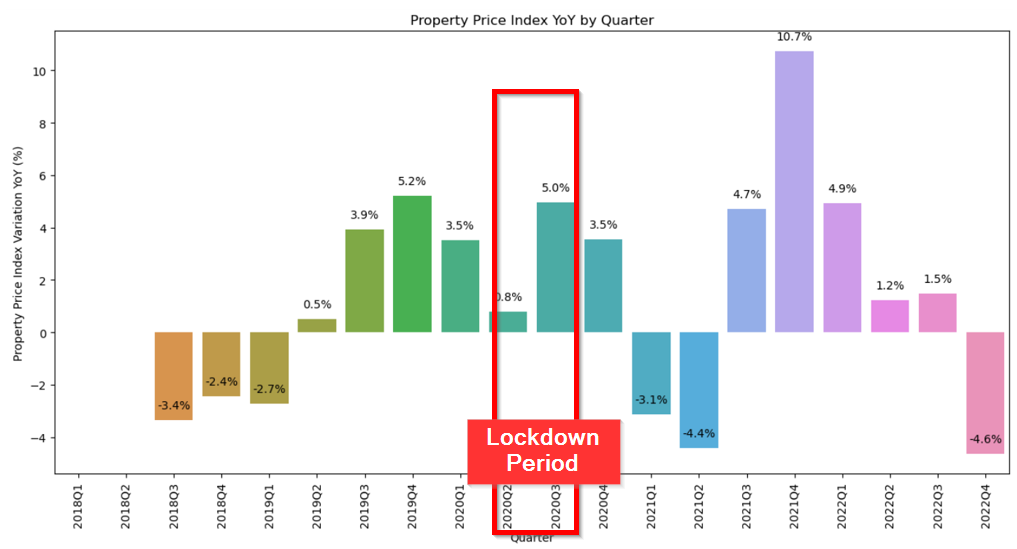 Property Price Index YoY by Quarter
Property Price Index Variation YoY (%)
10
8
6
4
2
0
−2
−4
-3.4%
-2.4%
-2.7%
0.5%
3.9%
5.2%
3.5%
0.8%
5.0%
3.5%
-3.1%
-4.4%
4.7%
10.7%
4.9%
1.2%
1.5%
-4.6%
Lockdown
Period
2018Q1
2018Q2
2018Q3
2018Q4
2019Q1
2019Q2
2019Q3
2019Q4
2020Q1
2020Q2
2020Q3
2020Q4
2021Q1
2021Q2
2021Q3
2021Q4
2022Q1
2022Q2
2022Q3
2022Q4
Quarter